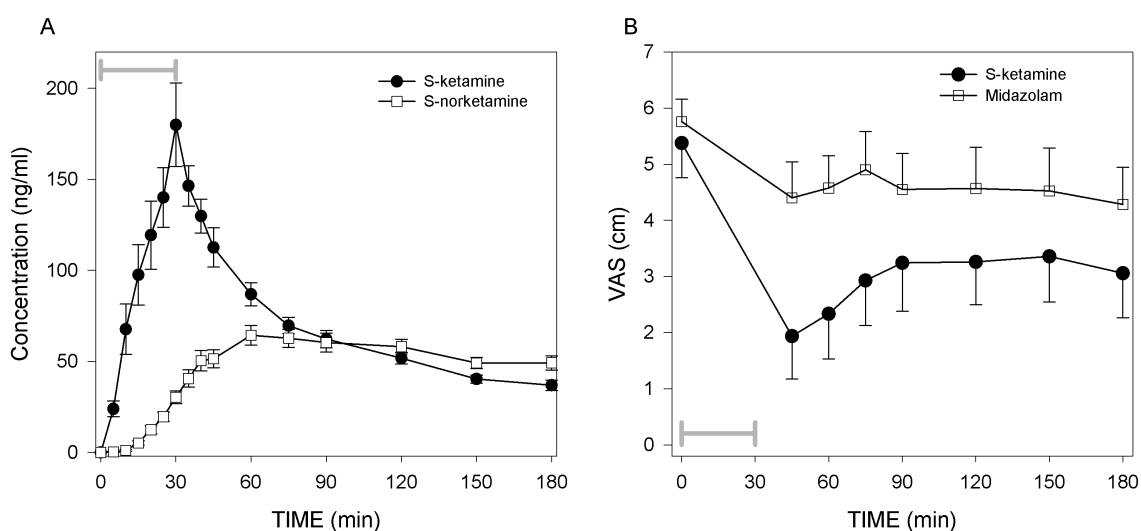 A
Concentration (ng/ml)
200
150
100
50
0
S-ketamine
S-norketamine
0 30 60 90 120 150 180
TIME (min)
B
VAS (cm)
7
6
5
4
3
2
1
0
S-ketamine
Midazolam
0 30 60 90 120 150 180
TIME (min)